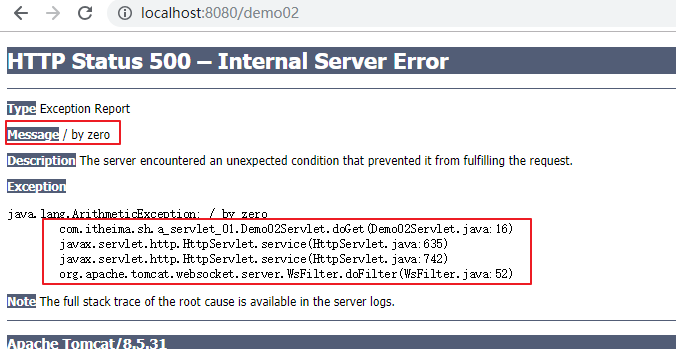 localhost:8080/demo02
HTTP Status 500 – Internal Server Error
Type Exception Report
Message / by zero
Description The server encountered an unexpected condition that prevented it from fulfilling the request.
Exception
java.lang.ArithmeticException: / by zero
com.itheima.sh.a_servlet_01.Demo02Servlet.doGet(Demo02Servlet.java:16)
javax.servlet.http.HttpServlet.service(HttpServlet.java:635)
javax.servlet.http.HttpServlet.service(HttpServlet.java:742)
org.apache.tomcat.websocket.server.WsFilter.doFilter(WsFilter.java:52)
Note The full stack trace of the root cause is available in the server logs.
Apache Tomcat/8.5.31